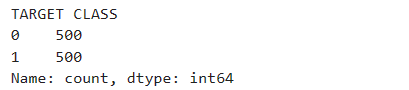 TARGET CLASS
0    500
1    500
Name: count, dtype: int64